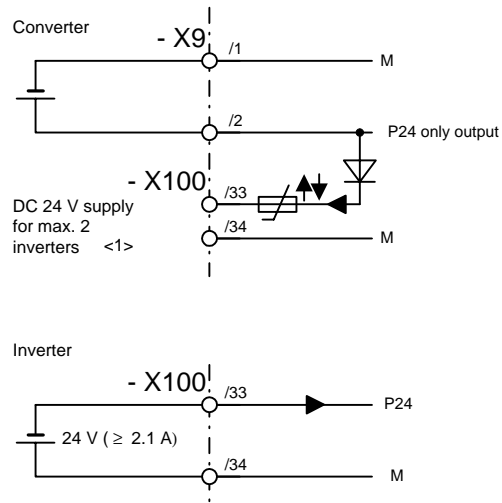 Converter
- X9
/1
M
/2
P24 only output
- X100
/33
DC 24 V supply
for max. 2
inverters <1>
/34
M
Inverter
- X100
/33
P24
24 V ( ≥ 2.1 A)
/34
M